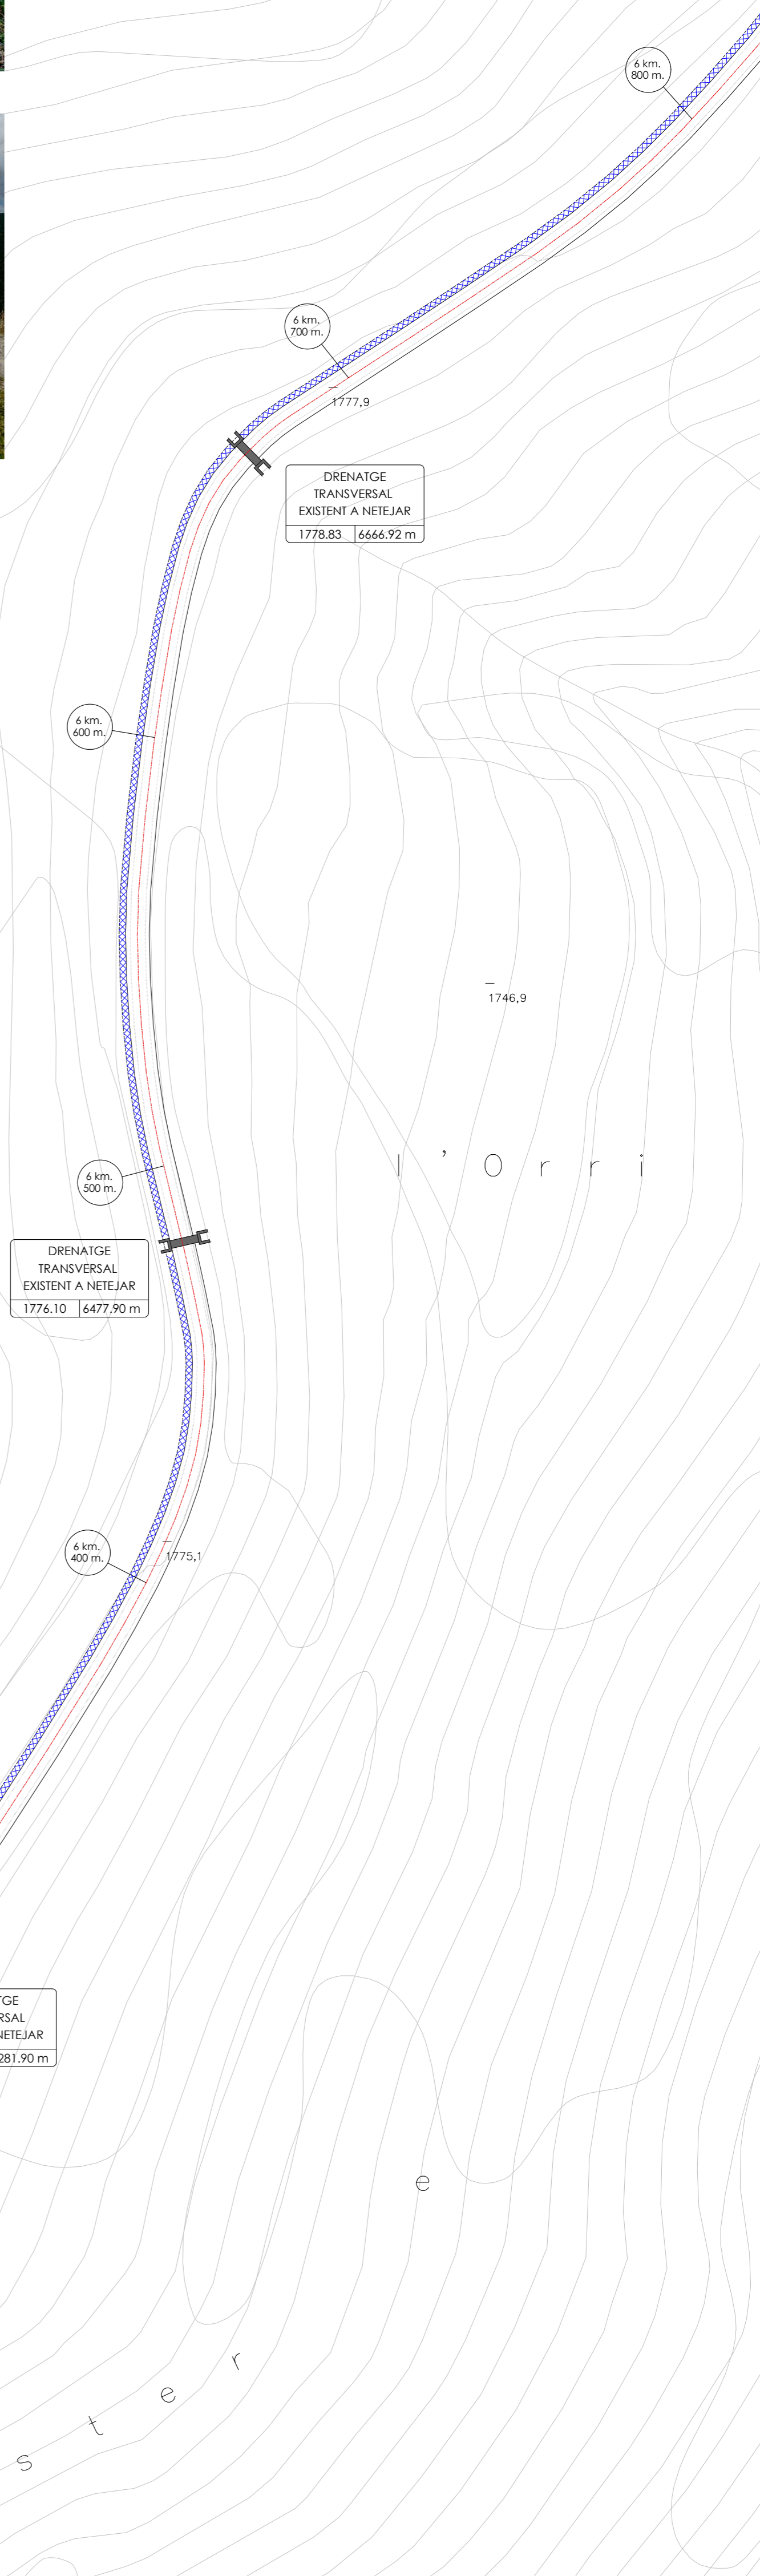 6 km.
800 m.
6 km.
700 m.
1777,9
DRENATGE
TRANSVERSAL
EXISTENT A NETEJAR
1778.83 6666.92 m
6 km.
600 m.
1746,9
l'Orri
6 km.
500 m.
DRENATGE
TRANSVERSAL
EXISTENT A NETEJAR
1776.10 6477.90 m
6 km.
400 m.
1775,1
TGE
RSAL
NETEJAR
281.90 m
e
s t e r